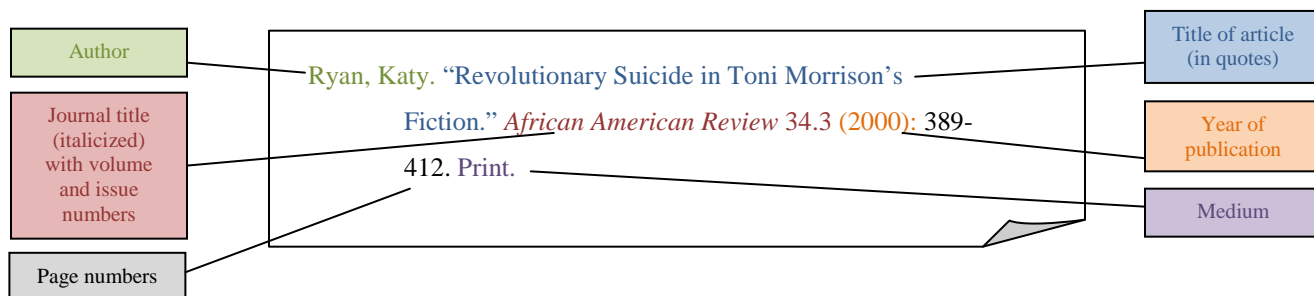 Author
Journal title
(italicized)
with volume
and issue
numbers
Page numbers
Ryan, Katy. “Revolutionary Suicide in Toni Morrison’s
Fiction.” African American Review 34.3 (2000): 389-
412. Print.
Title of article
(in quotes)
Year of
publication
Medium